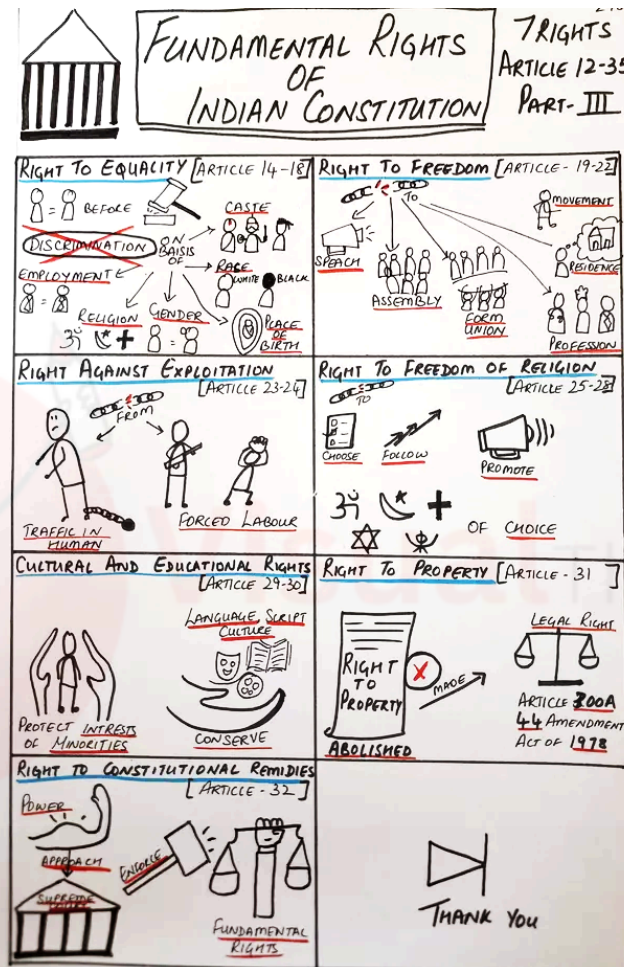 FUNDAMENTAL RIGHTS
OF
INDIAN CONSTITUTION
7 RIGHTS
ARTICLE 12-35
PART-III
RIGHT TO EQUALITY [ARTICLE 14-18]
= BEFORE
DISCRIMINATION
ON
BAISIS
OF
CASTE
RACE
WHITE BLACK
EMPLOYMENT
=
RELIGION
GENDER
=
PLACE
OF
BIRTH
RIGHT TO FREEDOM [ARTICLE-19-22]
TO
MOVEMENT
SPEACH
ASSEMBLY
FORM
UNION
RESIDENCE
PROFESSION
RIGHT AGAINST EXPLOITATION
[ARTICLE 23-24]
FROM
TRAFFIC IN
HUMAN
FORCED LABOUR
RIGHT TO FREEDOM OF RELIGION
[ARTICLE 25-28]
TO
CHOOSE
FOLLOW
PROMOTE
OF CHOICE
CULTURAL AND EDUCATIONAL RIGHTS
[ARTICLE 29-30]
LANGUAGE, SCRIPT
CULTURE
PROTECT INTRESTS
OF MINORITIES
CONSERVE
RIGHT TO PROPERTY [ARTICLE-31]
RIGHT
TO
PROPERTY
ABOLISHED
MADE
LEGAL RIGHT
ARTICLE 300A
44 AMENDMENT
ACT OF 1978
RIGHT TO CONSTITUTIONAL REMIDIES
[ARTICLE-32]
POWER
APPROACH
SUPREME
COURT
ENFORCE
FUNDAMENTAL
RIGHTS
THANK YOU